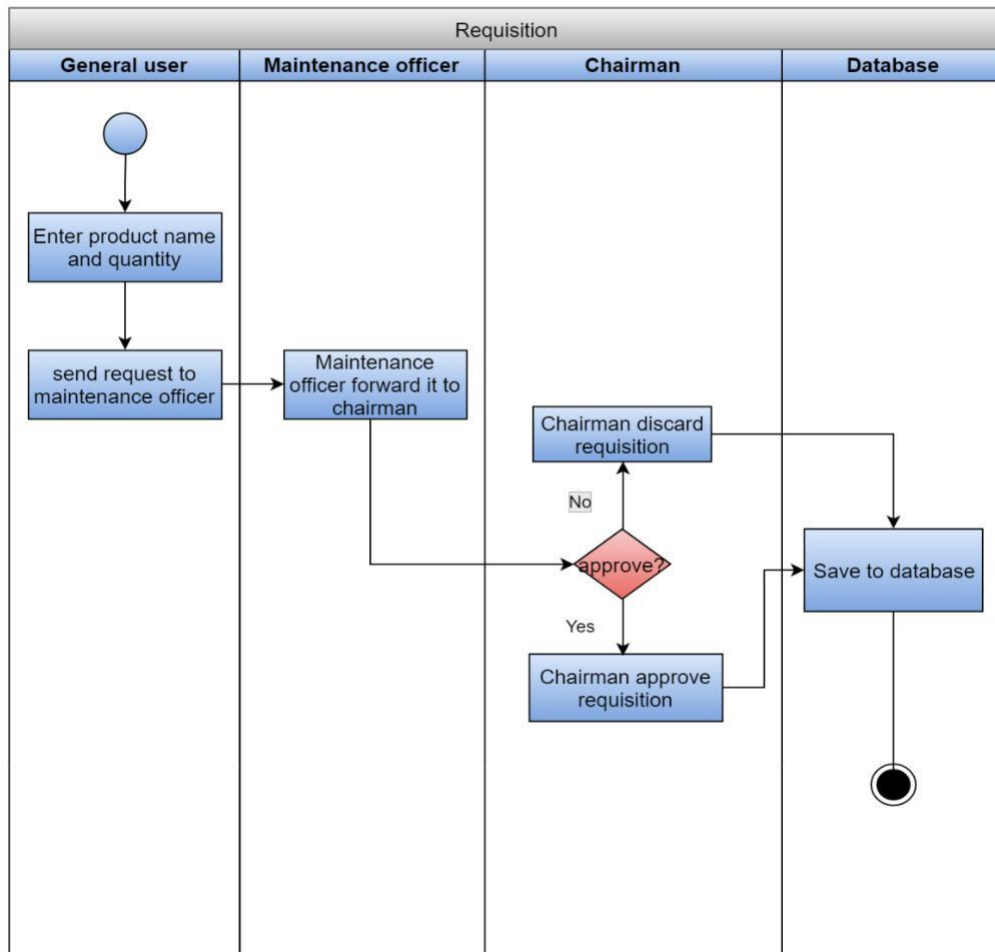 Requisition
General user
Maintenance officer
Chairman
Database
Enter product name
and quantity
send request to
maintenance officer
Maintenance
officer forward it to
chairman
Chairman discard
requisition
No
approve?
Save to database
Yes
Chairman approve
requisition